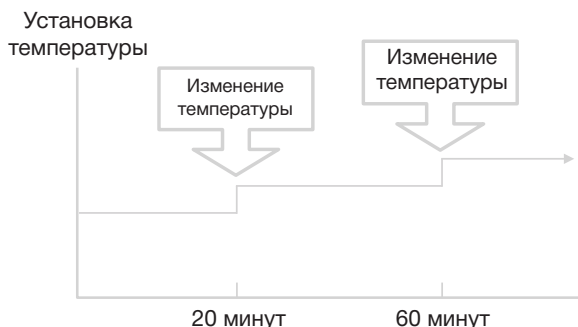 Установка
температуры
Изменение
температуры
Изменение
температуры
20 минут
60 минут